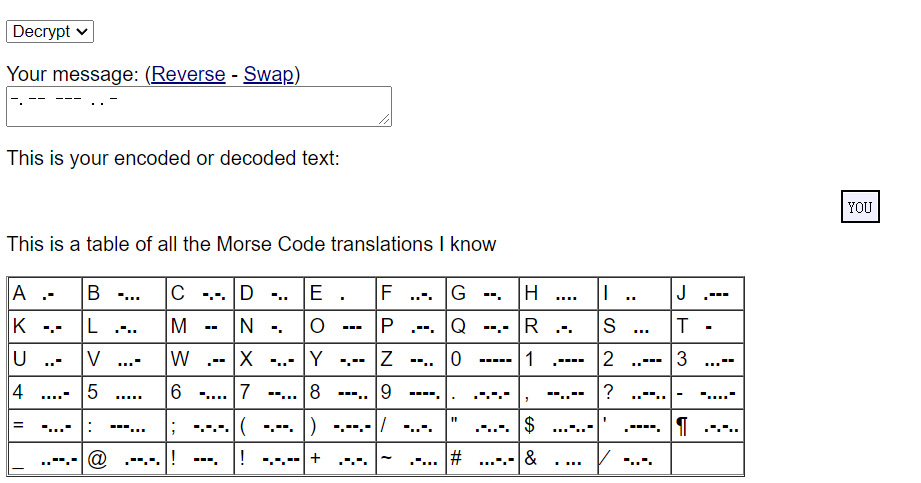 Decrypt
Your message: (Reverse - Swap)
-.-- --- ..-
This is your encoded or decoded text:
YOU
This is a table of all the Morse Code translations I know
A .- B -... C -.-. D -.. E . F ..-. G --. H .... I .. J .---
K -.- L .-.. M -- N -. O --- P .--. Q --.- R .-. S ... T -
U ..- V ...- W .-- X -..- Y -.-- Z --.. 0 ----- 1 .---- 2 ..--- 3 ...--
4 ....- 5 ..... 6 -.... 7 --... 8 ---.. 9 ----. . .-.-.- , --..-- ? ..--.. - -....-
= -...- : ---... ; -.-.-. ( -.--. ) -.--.- / -..-. " .-..-. $ ...-..- ' .----. ¶ .-.-..
_ ..--.- @ .--.-. ! ---. ! -.-.-- + .-.-. ~ .-... # ...-.- & . ... ⁄ -..-.